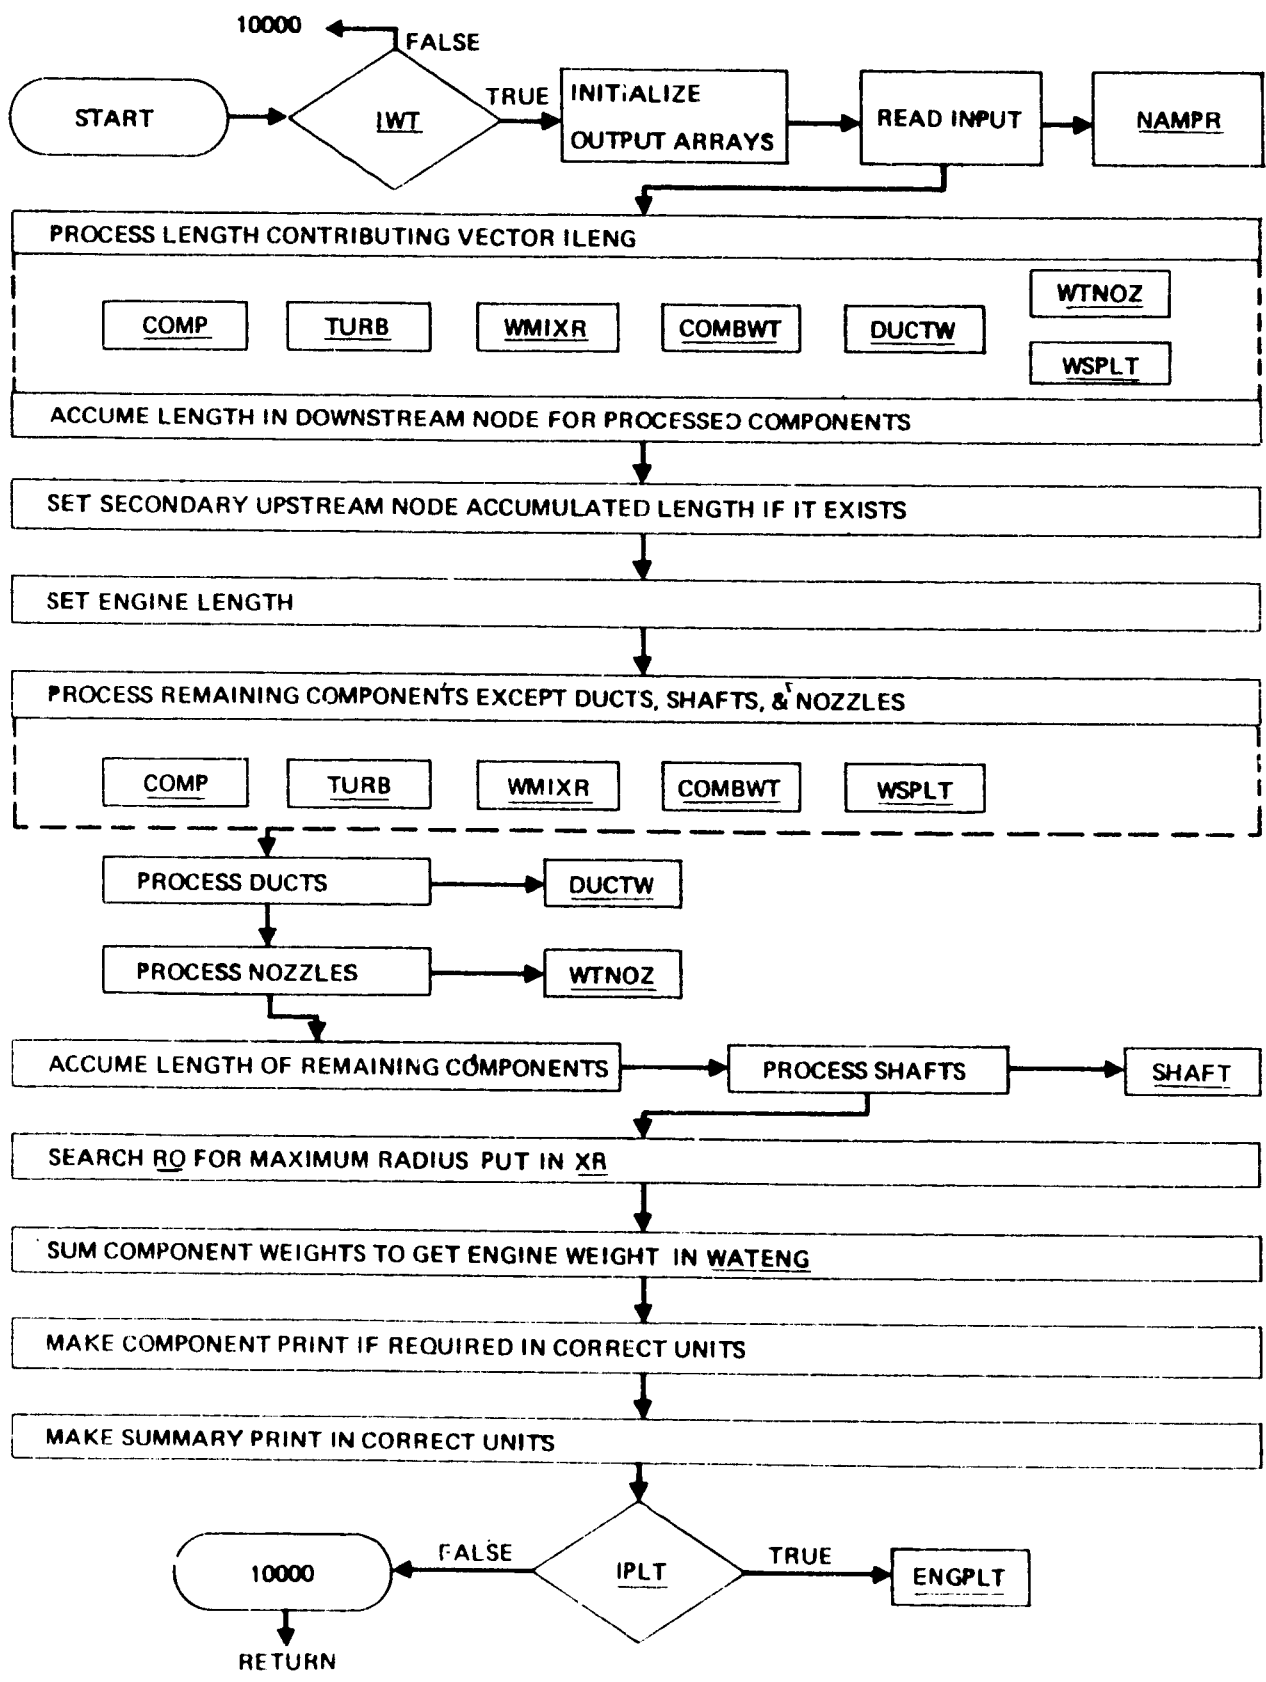 10000
FALSE
START
IWT
TRUE
INITIALIZE
OUTPUT ARRAYS
READ INPUT
NAMPR
PROCESS LENGTH CONTRIBUTING VECTOR ILENG
COMP
TURB
WMIXR
COMBWT
DUCTW
WTNOZ
WSPLT
ACCUME LENGTH IN DOWNSTREAM NODE FOR PROCESSED COMPONENTS
SET SECONDARY UPSTREAM NODE ACCUMULATED LENGTH IF IT EXISTS
SET ENGINE LENGTH
PROCESS REMAINING COMPONENTS EXCEPT DUCTS, SHAFTS, & NOZZLES
COMP
TURB
WMIXR
COMBWT
WSPLT
PROCESS DUCTS
DUCTW
PROCESS NOZZLES
WTNOZ
ACCUME LENGTH OF REMAINING COMPONENTS
PROCESS SHAFTS
SHAFT
SEARCH RO FOR MAXIMUM RADIUS PUT IN XR
SUM COMPONENT WEIGHTS TO GET ENGINE WEIGHT IN WATENG
MAKE COMPONENT PRINT IF REQUIRED IN CORRECT UNITS
MAKE SUMMARY PRINT IN CORRECT UNITS
10000
FALSE
IPLT
TRUE
ENGPLT
RETURN